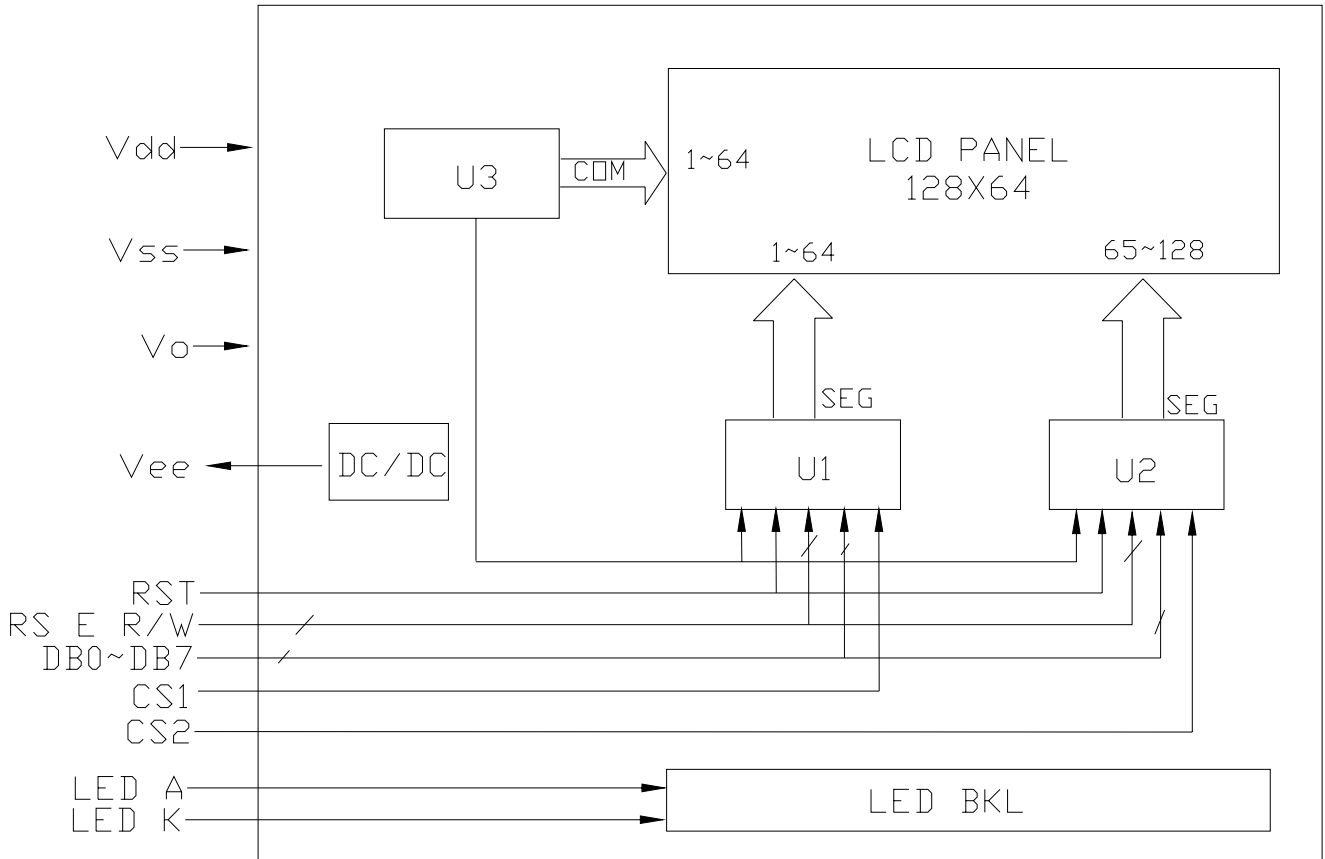 Vdd
Vss
Vo
Vee
U3
COM
1~64
LCD PANEL
128X64
1~64
65~128
SEG
SEG
DC/DC
U1
U2
RST
RS E R/W
DB0~DB7
CS1
CS2
LED A
LED K
LED BKL